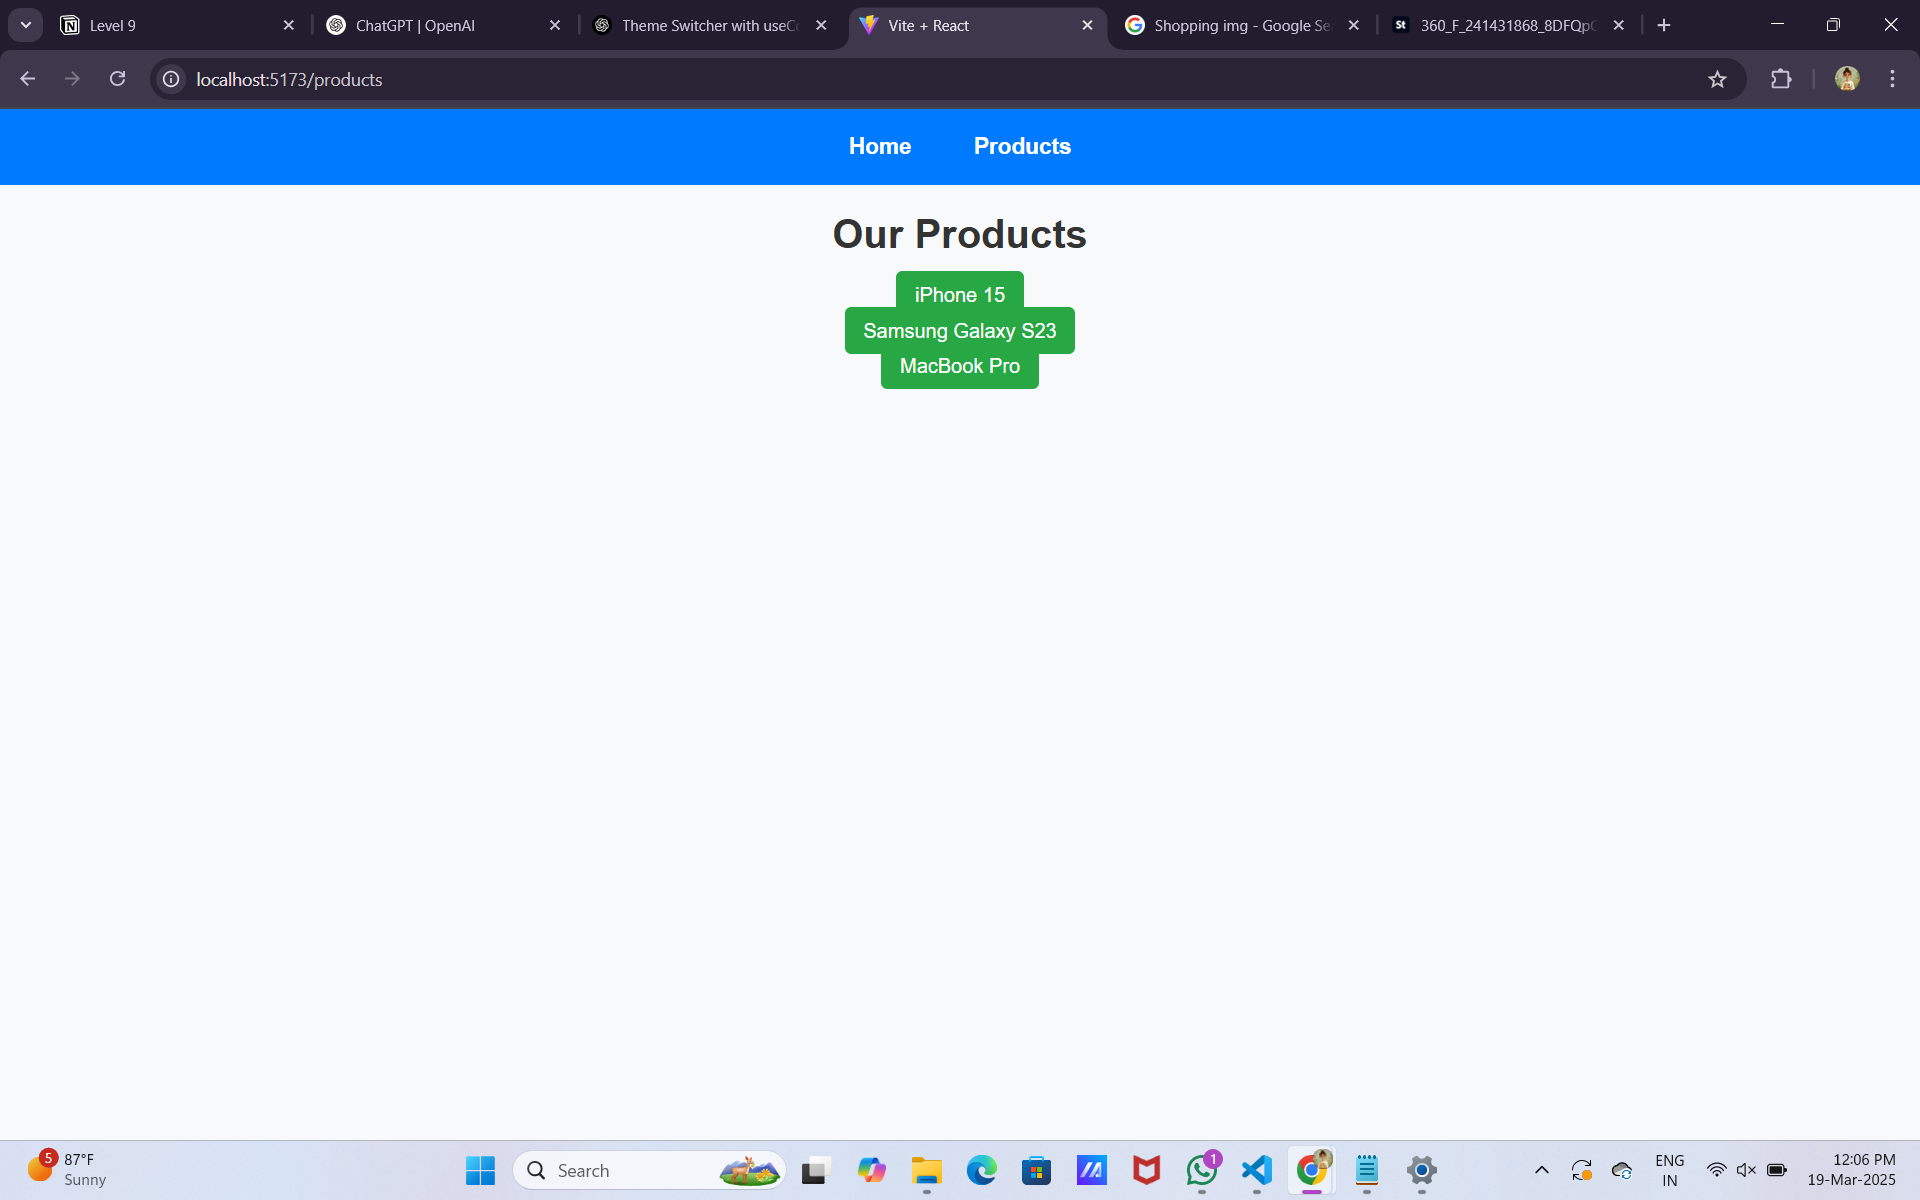 Level 9
ChatGPT | OpenAI
Theme Switcher with useCo
Vite + React
Shopping img - Google Se
360_F_241431868_8DFQp
localhost:5173/products
Home
Products
Our Products
iPhone 15
Samsung Galaxy S23
MacBook Pro
5
87°F
Sunny
Search
1
ENG
IN
12:06 PM
19-Mar-2025